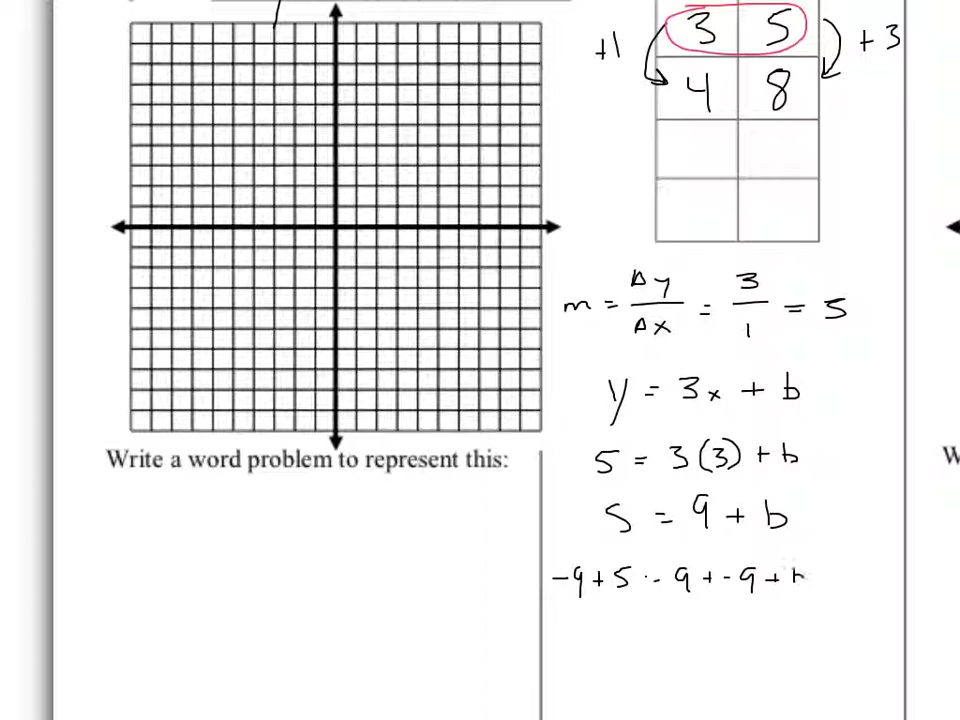 3 5
+1 +3
4 8
m = Δy/Δx = 3/1 = 5
y = 3x + b
5 = 3(3) + b
5 = 9 + b
Write a word problem to represent this:
-9 + 5 = 9 + -9 + b